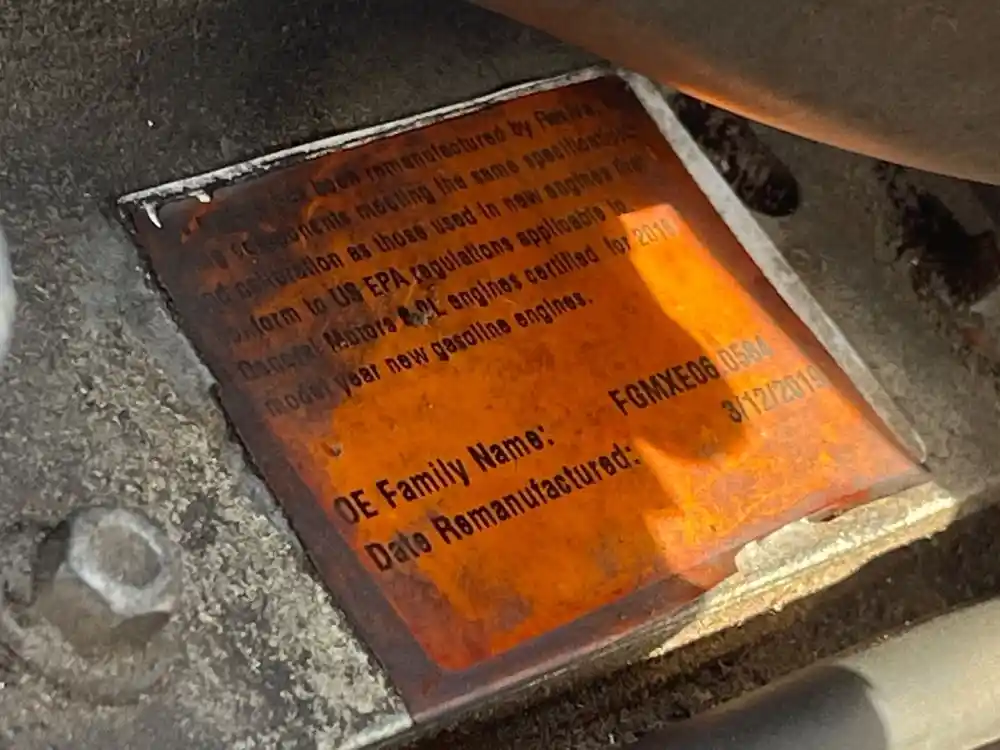 been remanufactured by
components meeting the same specifications
calibration as those used in new engines that
conform to US EPA regulations applicable to
General Motors engines certified for
model year new gasoline engines.
OE Family Name: FGMXE06.0584
Date Remanufactured: 3/12/2019